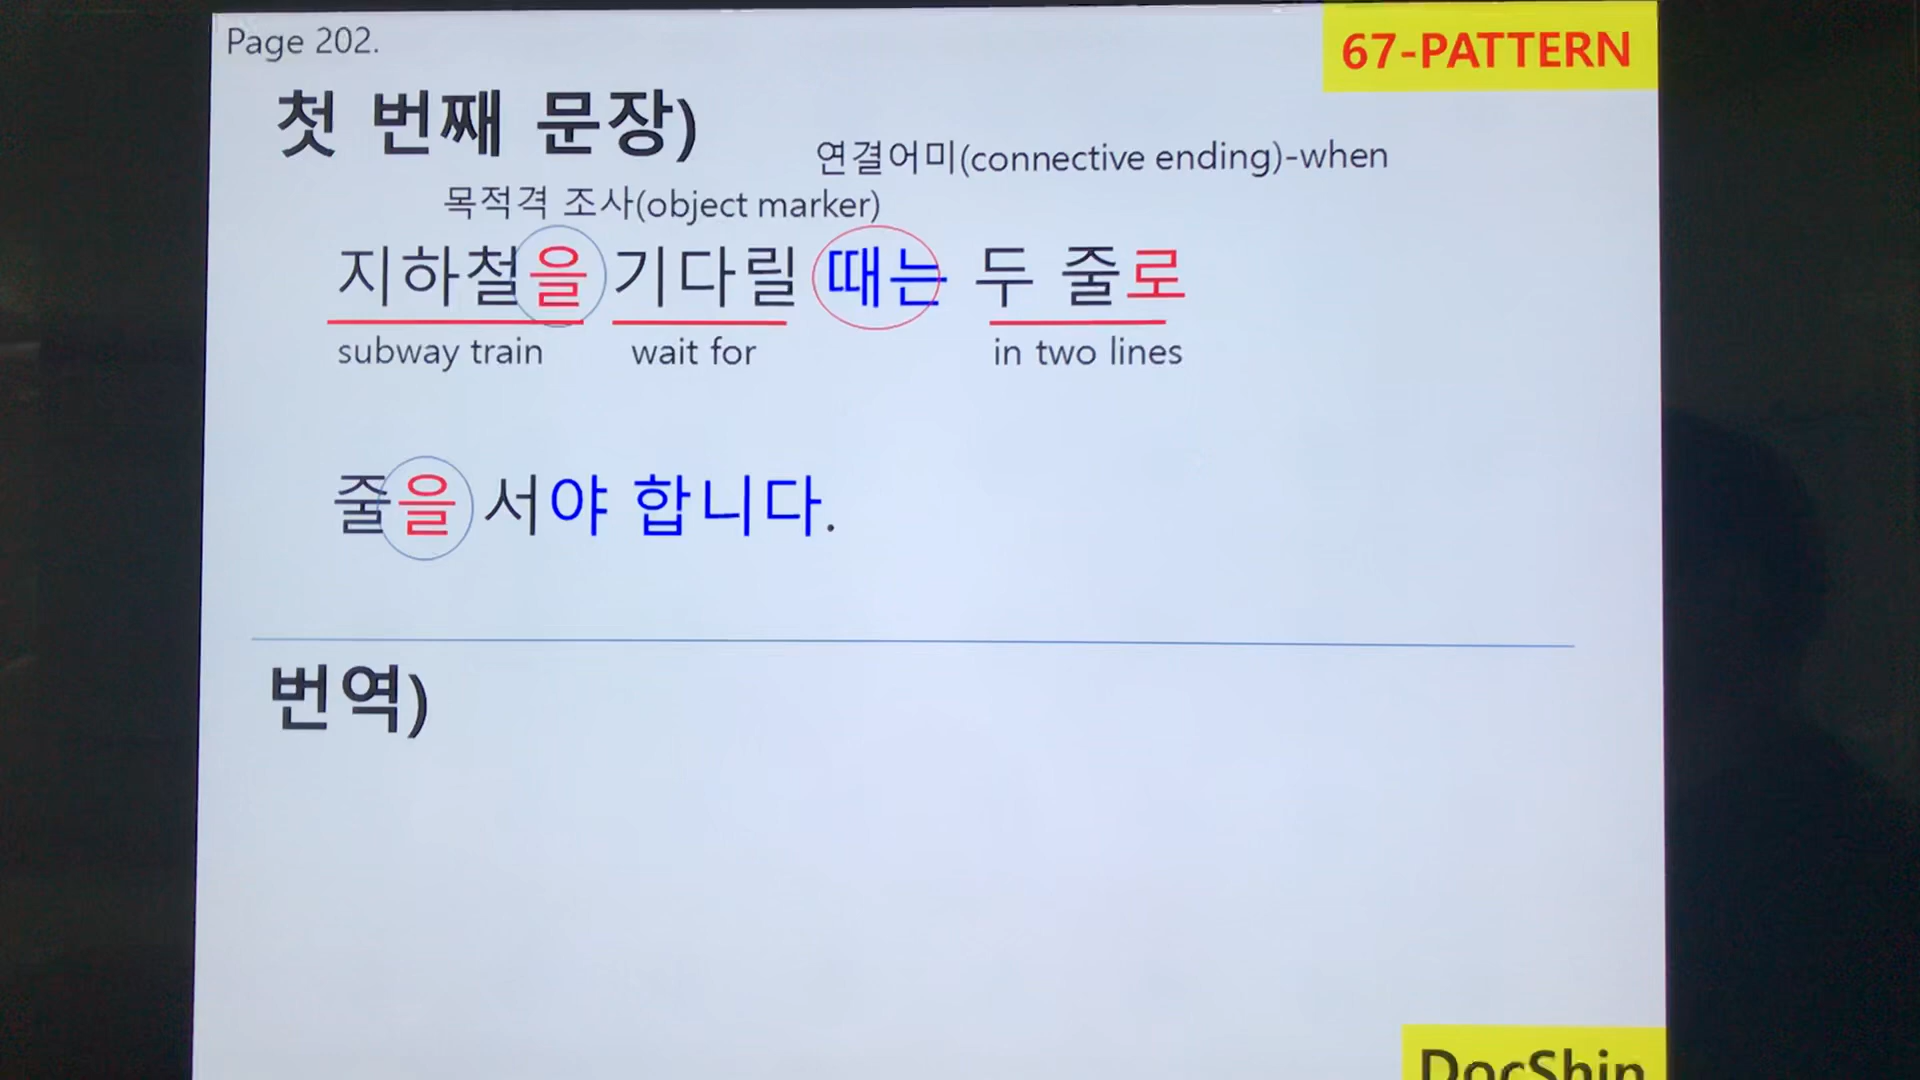 Page 202.
67-PATTERN
첫 번째 문장)
연결어미(connective ending)-when
목적격 조사(object marker)
지하철을 기다릴 때는 두 줄로
subway train wait for in two lines
줄을 서야 합니다.
번역)
DocShin